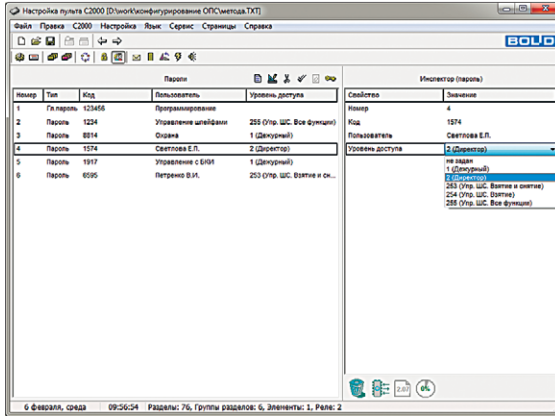 Настройка пульта С2000 [D:\work\конфигурирование ОПС\метода.TXT]
Файл Правка С2000 Настройка Язык Сервис Страницы Справка
BOLID
Пароли
Инспектор (пароль)
Номер Тип Код Пользователь Уровень доступа
Свойство Значение
1 Гл.пароль 123456 Программирование
Номер 4
2 Пароль 1234 Управление шлейфами 255 (Упр. ШС. Все функции)
Код 1574
3 Пароль 8814 Охрана 1 (Дежурный)
Пользователь Светлова Е.П.
4 Пароль 1574 Светлова Е.П. 2 (Директор)
Уровень доступа 2 (Директор)
5 Пароль 1917 Управление с БКИ 1 (Дежурный)
6 Пароль 6595 Петренко В.И. 253 (Упр. ШС. Взятие и сн...
не задан
1 (Дежурный)
2 (Директор)
253 (Упр. ШС. Взятие и снятие)
254 (Упр. ШС. Взятие)
255 (Упр. ШС. Все функции)
2.07
0%
6 февраля, среда 09:56:54 Разделы: 76, Группы разделов: 6, Элементы: 1, Реле: 2